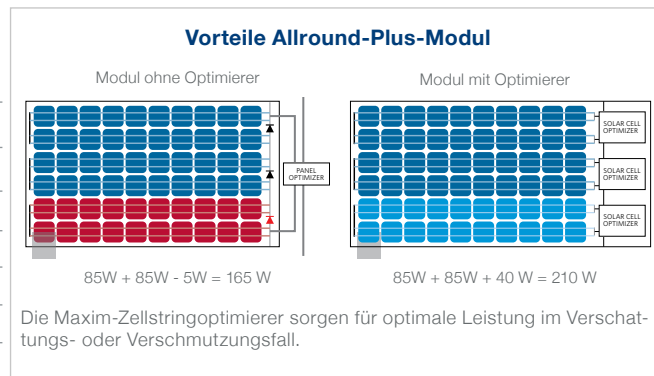 Vorteile Allround-Plus-Modul
Modul ohne Optimierer
Modul mit Optimierer
PANEL
OPTIMIZER
SOLAR CELL
OPTIMIZER
SOLAR CELL
OPTIMIZER
SOLAR CELL
OPTIMIZER
85W + 85W - 5W = 165 W
85W + 85W + 40 W = 210 W
Die Maxim-Zellstringoptimierer sorgen für optimale Leistung im Verschat-
tungs- oder Verschmutzungsfall.